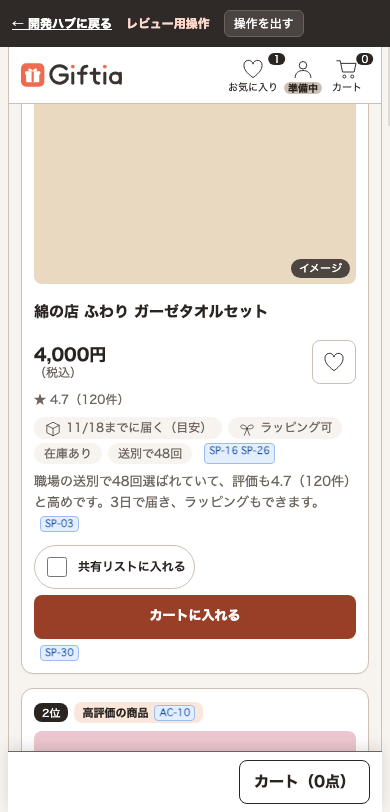 ← 開発ハブに戻る レビュー用操作 操作を出す
Giftia
1 0
お気に入り 準備中 カート
イメージ
綿の店 ふわり ガーゼタオルセット
4,000円
（税込）
★ 4.7（120件）
11/18までに届く（目安） ラッピング可
在庫あり 送別で48回 SP-16 SP-26
職場の送別で48回選ばれていて、評価も4.7（120件）
と高めです。3日で届き、ラッピングもできます。
SP-03
共有リストに入れる
カートに入れる
SP-30
2位 高評価の商品 AC-10
カート（0点）